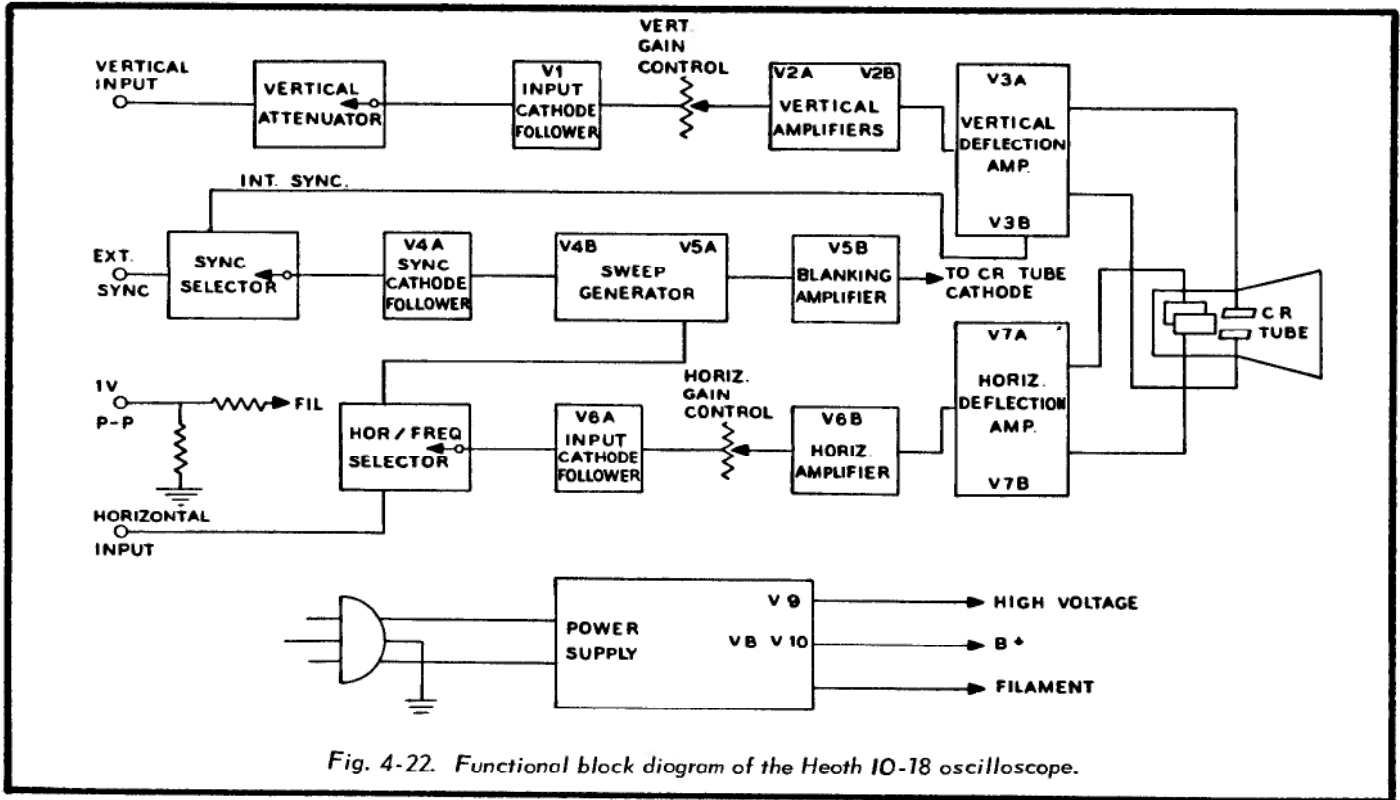 VERT.
GAIN
CONTROL
VERTICAL
INPUT
VERTICAL
ATTENUATOR
V1
INPUT
CATHODE
FOLLOWER
V2A V2B
VERTICAL
AMPLIFIERS
V3A
VERTICAL
DEFLECTION
AMP.
V3B
INT. SYNC.
EXT.
SYNC
SYNC
SELECTOR
V4A
SYNC
CATHODE
FOLLOWER
V4B V5A
SWEEP
GENERATOR
V5B
BLANKING
AMPLIFIER
TO CR TUBE
CATHODE
CR
TUBE
1V
P-P
FIL
HOR/FREQ
SELECTOR
V6A
INPUT
CATHODE
FOLLOWER
HORIZ.
GAIN
CONTROL
V6B
HORIZ.
AMPLIFIER
V7A
HORIZ.
DEFLECTION
AMP.
V7B
HORIZONTAL
INPUT
POWER
SUPPLY
V9
VB V10
HIGH VOLTAGE
B+
FILAMENT
Fig. 4-22. Functional block diogram of the Heoth IO-18 oscilloscope.